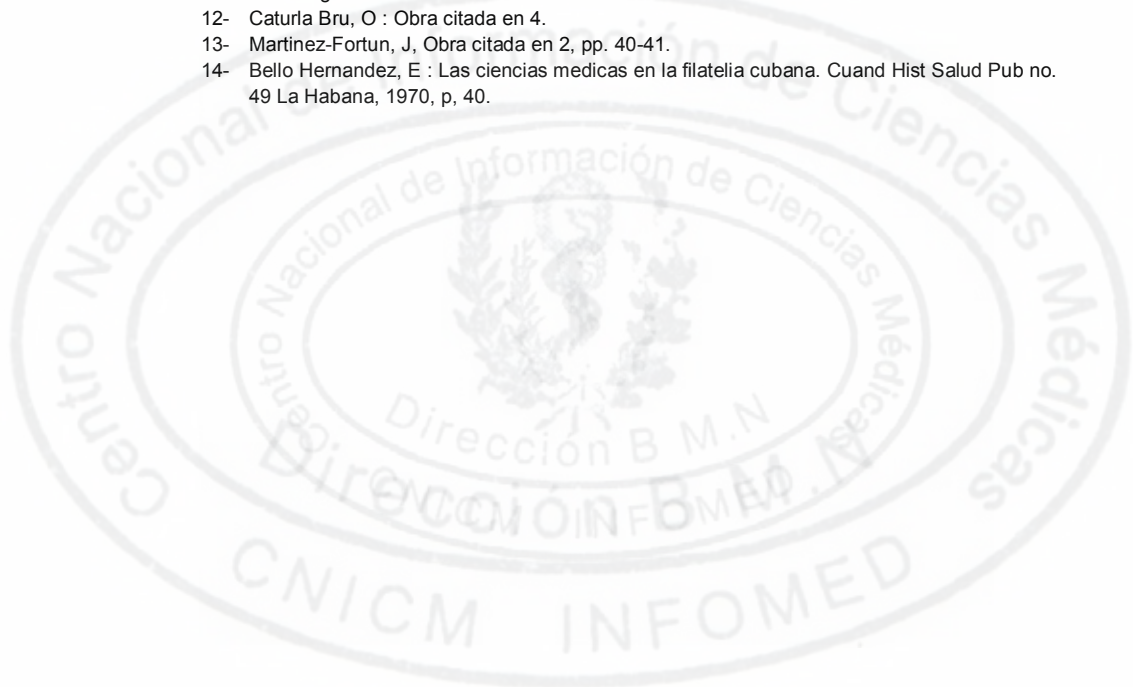 12- Caturla Bru, O : Obra citada en 4.
13- Martinez-Fortun, J, Obra citada en 2, pp. 40-41.
14- Bello Hernandez, E : Las ciencias medicas en la filatelia cubana. Cuand Hist Salud Pub no.
49 La Habana, 1970, p, 40.
Centro Nacional de Información de Ciencias Médicas
Centro Nacional de Información de Ciencias Médicas
Dirección B M.N
Dirección B M.N
CNICM INFOMED
CNICM INFOMED